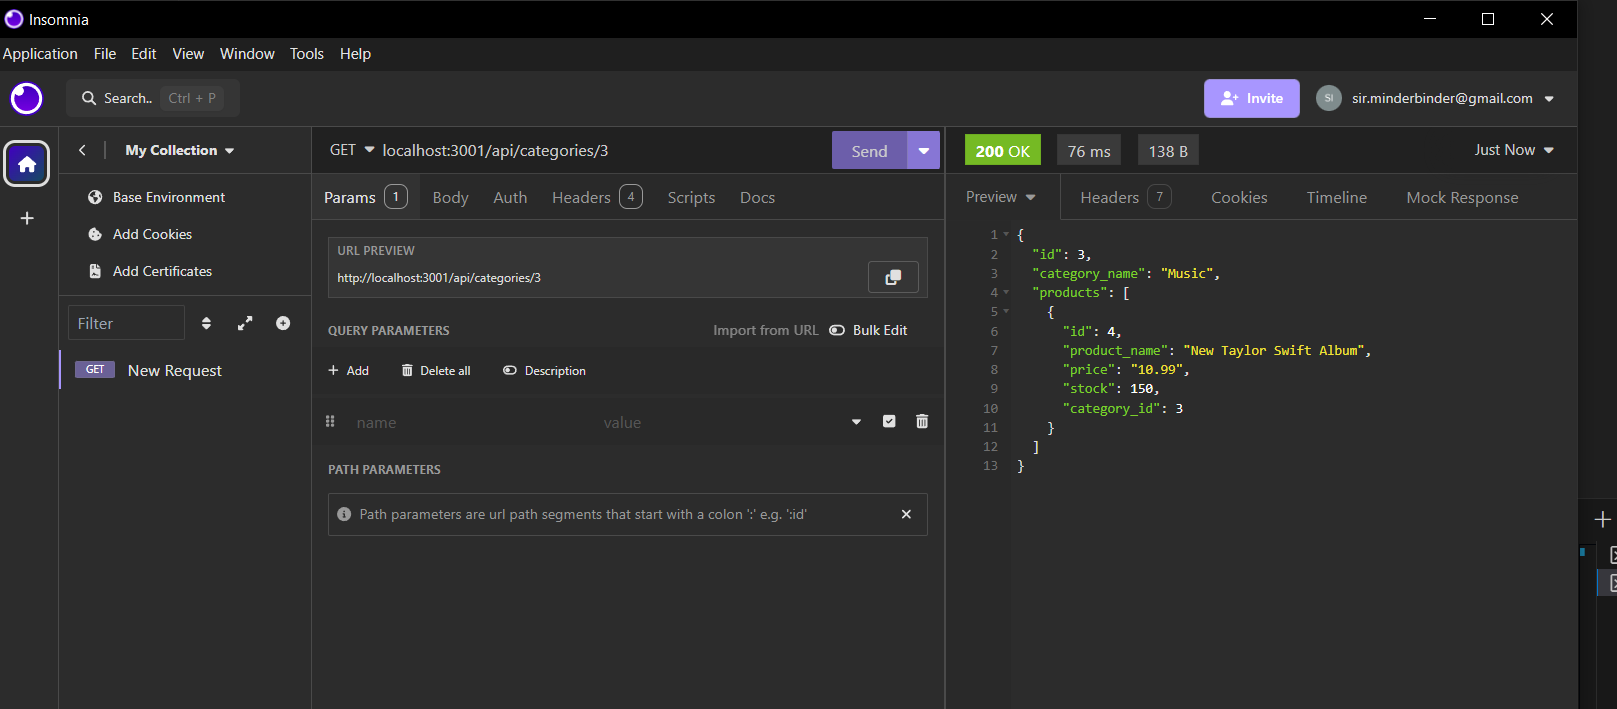 Insomnia
Application File Edit View Window Tools Help
Search.. Ctrl + P
Invite
SI
sir.minderbinder@gmail.com
My Collection
Base Environment
Add Cookies
Add Certificates
Filter
GET New Request
GET localhost:3001/api/categories/3
Send
Params 1 Body Auth Headers 4 Scripts Docs
URL PREVIEW
http://localhost:3001/api/categories/3
QUERY PARAMETERS Import from URL Bulk Edit
+ Add Delete all Description
name value
PATH PARAMETERS
Path parameters are url path segments that start with a colon ':' e.g. ':id'
200 OK 76 ms 138 B Just Now
Preview Headers 7 Cookies Timeline Mock Response
1 {
2 "id": 3,
3 "category_name": "Music",
4 "products": [
5 {
6 "id": 4,
7 "product_name": "New Taylor Swift Album",
8 "price": "10.99",
9 "stock": 150,
10 "category_id": 3
11 }
12 ]
13 }